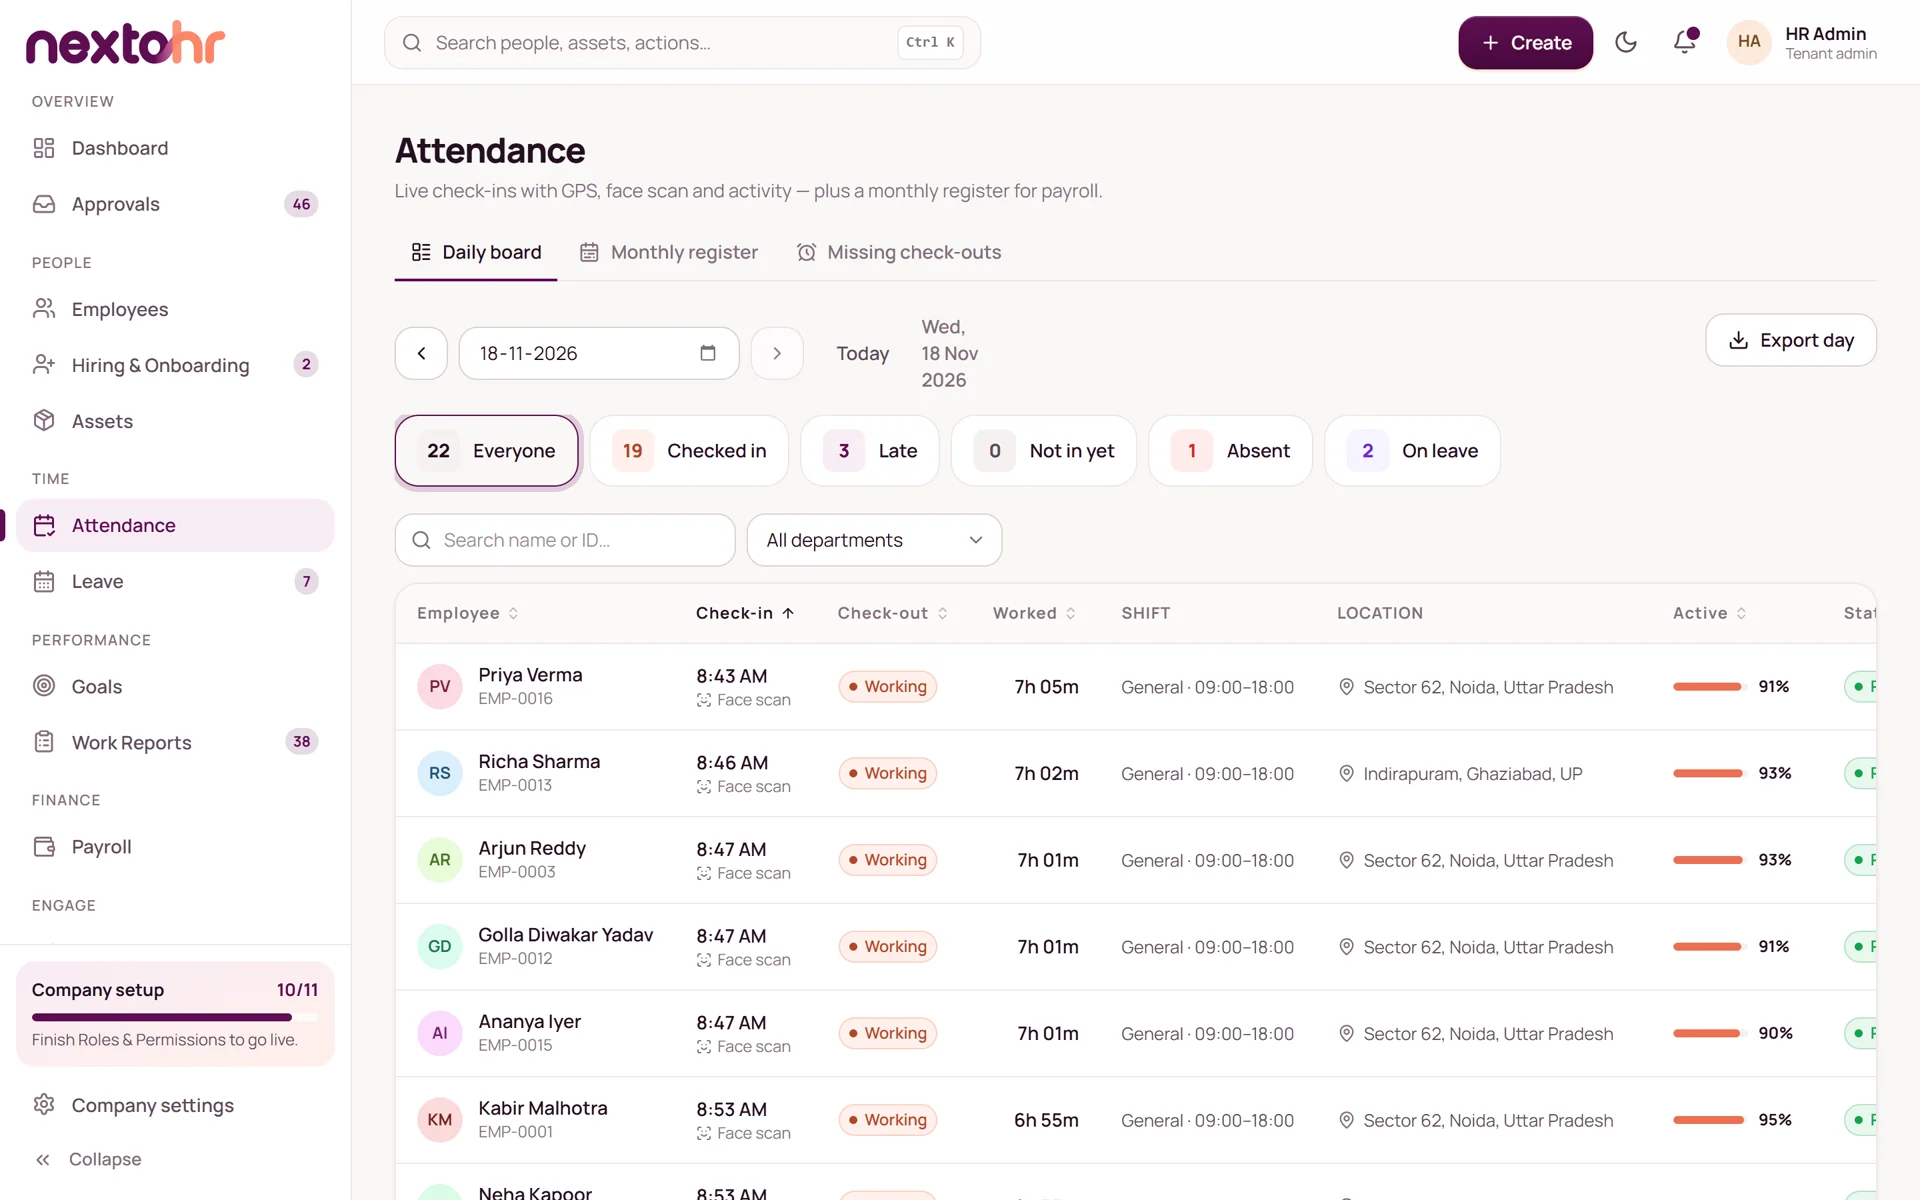 nextohr
Search people, assets, actions...
Ctrl K
+ Create
HA
HR Admin
Tenant admin
OVERVIEW
Dashboard
Approvals 46
PEOPLE
Employees
Hiring & Onboarding 2
Assets
TIME
Attendance
Leave 7
PERFORMANCE
Goals
Work Reports 38
FINANCE
Payroll
ENGAGE
Company setup 10/11
Finish Roles & Permissions to go live.
Company settings
Collapse
Attendance
Live check-ins with GPS, face scan and activity — plus a monthly register for payroll.
Daily board Monthly register Missing check-outs
18-11-2026
Today
Wed,
18 Nov
2026
Export day
22 Everyone 19 Checked in 3 Late 0 Not in yet 1 Absent 2 On leave
Search name or ID...
All departments
Employee Check-in Check-out Worked SHIFT LOCATION Active
PV Priya Verma 8:43 AM Working 7h 05m General · 09:00–18:00 Sector 62, Noida, Uttar Pradesh 91%
EMP-0016 Face scan
RS Richa Sharma 8:46 AM Working 7h 02m General · 09:00–18:00 Indirapuram, Ghaziabad, UP 93%
EMP-0013 Face scan
AR Arjun Reddy 8:47 AM Working 7h 01m General · 09:00–18:00 Sector 62, Noida, Uttar Pradesh 93%
EMP-0003 Face scan
GD Golla Diwakar Yadav 8:47 AM Working 7h 01m General · 09:00–18:00 Sector 62, Noida, Uttar Pradesh 91%
EMP-0012 Face scan
AI Ananya Iyer 8:47 AM Working 7h 01m General · 09:00–18:00 Sector 62, Noida, Uttar Pradesh 90%
EMP-0015 Face scan
KM Kabir Malhotra 8:53 AM Working 6h 55m General · 09:00–18:00 Sector 62, Noida, Uttar Pradesh 95%
EMP-0001 Face scan
Neha Kapoor 8:53 AM